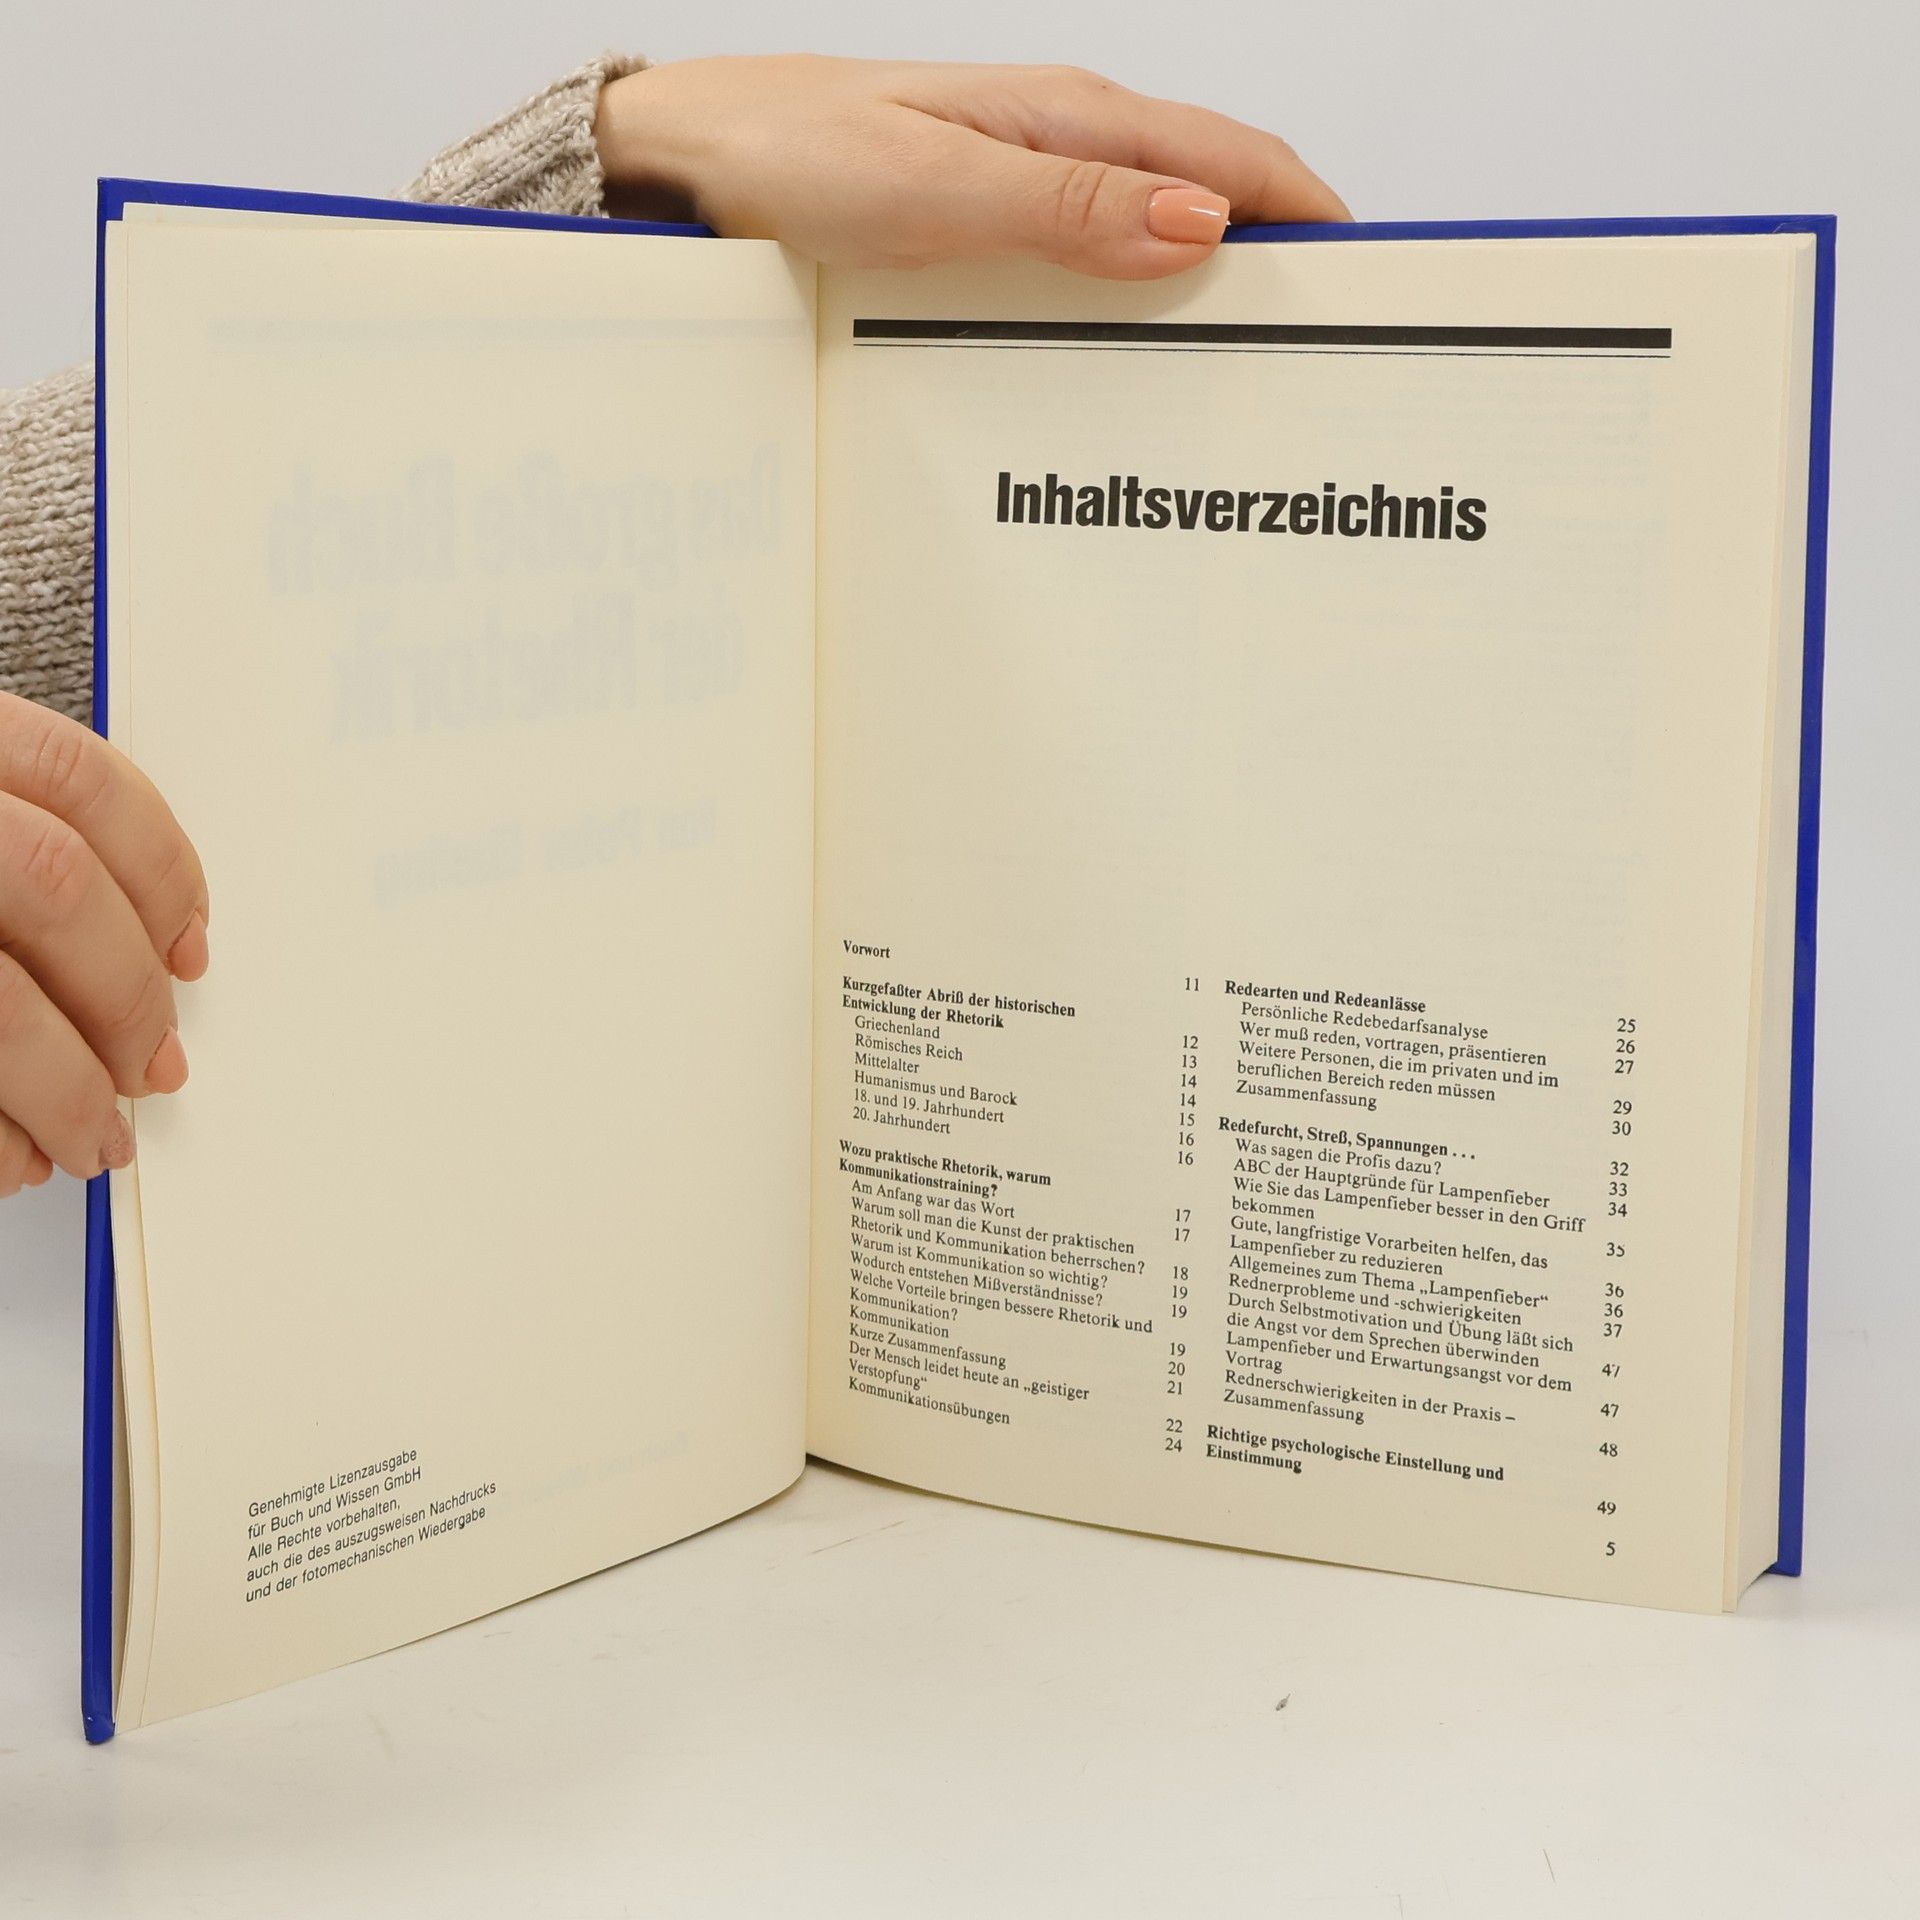 Genehmigte Lizenzausgabe
für Buch und Wissen GmbH
Alle Rechte vorbehalten,
auch die des auszugsweisen Nachdrucks
und der fotomechanischen Wiedergabe
Inhaltsverzeichnis
Vorwort 11
Kurzgefaßter Abriß der historischen
Entwicklung der Rhetorik 12
Griechenland 13
Römisches Reich 14
Mittelalter 14
Humanismus und Barock 15
18. und 19. Jahrhundert 16
20. Jahrhundert 16
Wozu praktische Rhetorik, warum
Kommunikationstraining? 17
Am Anfang war das Wort 17
Warum soll man die Kunst der praktischen
Rhetorik und Kommunikation beherrschen? 18
Warum ist Kommunikation so wichtig? 19
Wodurch entstehen Mißverständnisse? 19
Welche Vorteile bringen bessere Rhetorik und
Kommunikation? 19
Kommunikation 20
Kurze Zusammenfassung 21
Der Mensch leidet heute an „geistiger
Verstopfung“ 22
Kommunikationsübungen 24
Redearten und Redeanlässe 25
Persönliche Redebedarfsanalyse 26
Wer muß reden, vortragen, präsentieren 27
Weitere Personen, die im privaten und im
beruflichen Bereich reden müssen 29
Zusammenfassung 30
Redefurcht, Streß, Spannungen . . . 32
Was sagen die Profis dazu? 33
ABC der Hauptgründe für Lampenfieber 34
Wie Sie das Lampenfieber besser in den Griff
bekommen 35
Gute, langfristige Vorarbeiten helfen, das
Lampenfieber zu reduzieren 36
Allgemeines zum Thema „Lampenfieber“ 36
Rednerprobleme und -schwierigkeiten 37
Durch Selbstmotivation und Übung läßt sich
die Angst vor dem Sprechen überwinden 47
Lampenfieber und Erwartungsangst vor dem
Vortrag 47
Rednerschwierigkeiten in der Praxis –
Zusammenfassung 48
Richtige psychologische Einstellung und
Einstimmung 49
5